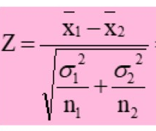 Z = (x̄₁ − x̄₂) / √(σ₁²/n₁ + σ₂²/n₂) =